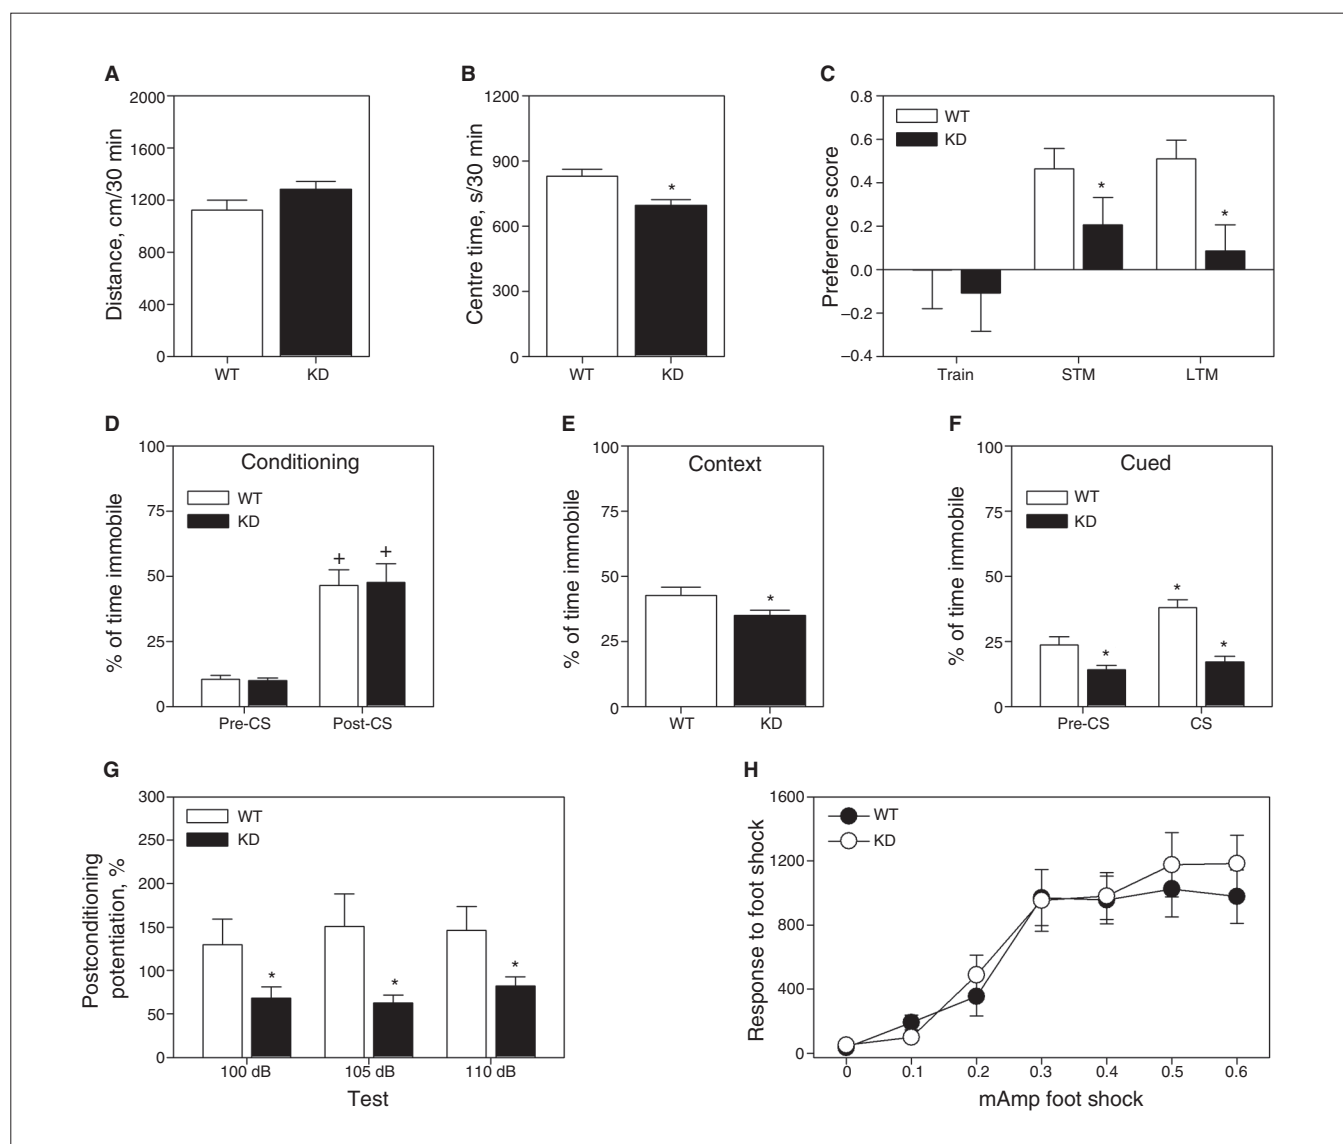 A
Distance, cm/30 min
2000
1600
1200
800
400
0
WT KD
B
Centre time, s/30 min
1200
900
600
300
0
*
WT KD
C
Preference score
0.8
0.6
0.4
0.2
0.0
–0.2
–0.4
WT
KD
*
*
Train STM LTM
D
% of time immobile
100
75
50
25
0
Conditioning
WT
KD
+ +
Pre-CS Post-CS
E
% of time immobile
100
75
50
25
0
Context
*
WT KD
F
% of time immobile
100
75
50
25
0
Cued
WT
KD
*
* *
Pre-CS CS
G
Postconditioning
potentiation, %
300
250
200
150
100
50
0
WT
KD
* * *
100 dB 105 dB 110 dB
Test
H
Response to foot shock
1600
1200
800
400
0
WT
KD
0 0.1 0.2 0.3 0.4 0.5 0.6
mAmp foot shock